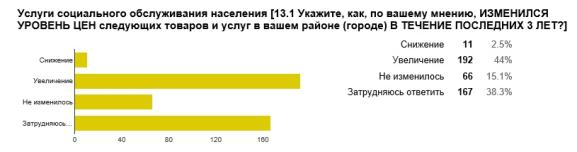 Услуги социального обслуживания населения [13.1 Укажите, как, по вашему мнению, ИЗМЕНИЛСЯ
УРОВЕНЬ ЦЕН следующих товаров и услуг в вашем районе (городе) В ТЕЧЕНИЕ ПОСЛЕДНИХ 3 ЛЕТ?]
Снижение 11 2.5%
Увеличение 192 44%
Не изменилось 66 15.1%
Затрудняюсь ответить 167 38.3%
Снижение
Увеличение
Не изменилось
Затрудняюсь...
0 40 80 120 160